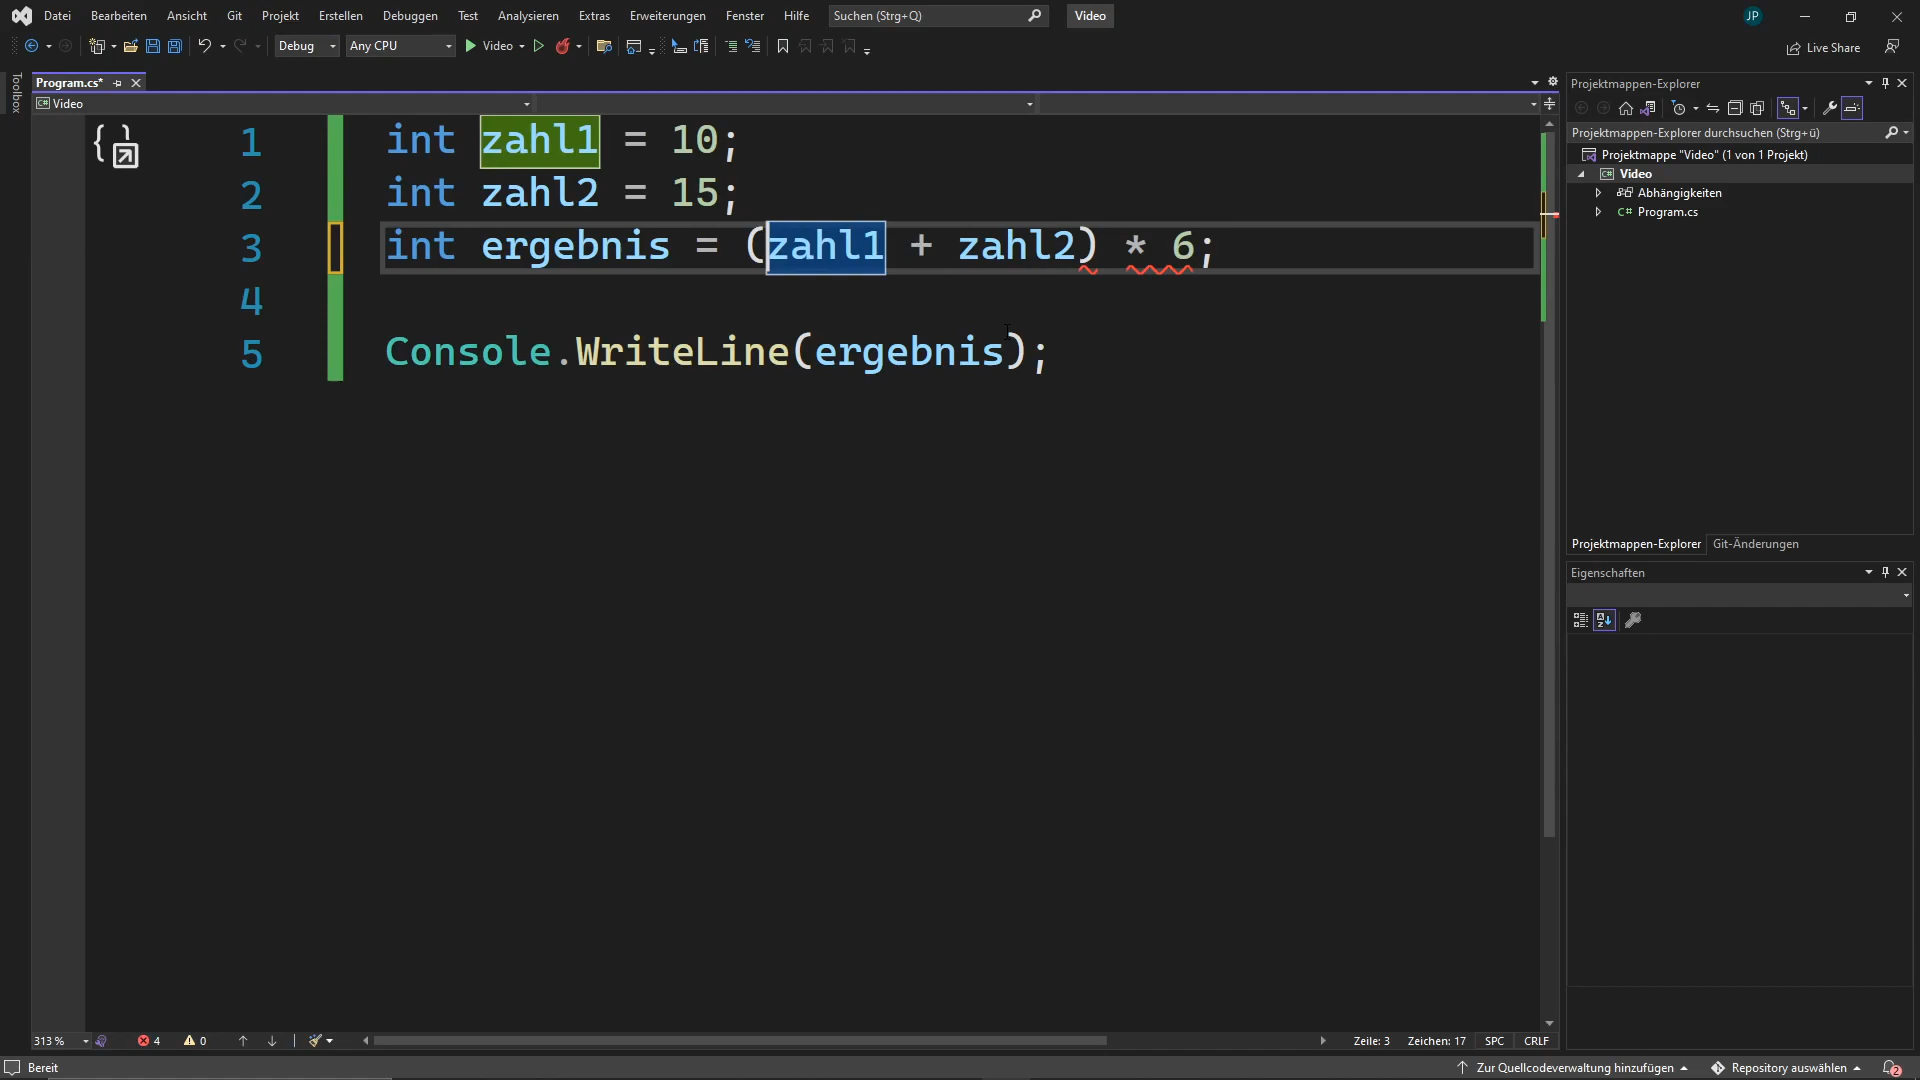 Datei Bearbeiten Ansicht Git Projekt Erstellen Debuggen Test Analysieren Extras Erweiterungen Fenster Hilfe Suchen (Strg+Q) Video JP
Debug Any CPU Video Live Share
Toolbox
Program.cs*
C# Video
1 int zahl1 = 10;
2 int zahl2 = 15;
3 int ergebnis = (zahl1 + zahl2) * 6;
4
5 Console.WriteLine(ergebnis);
Projektmappen-Explorer
Projektmappen-Explorer durchsuchen (Strg+ü)
Projektmappe "Video" (1 von 1 Projekt)
C# Video
Abhängigkeiten
C# Program.cs
Projektmappen-Explorer Git-Änderungen
Eigenschaften
313 % 4 0 Zeile: 3 Zeichen: 17 SPC CRLF
Bereit Zur Quellcodeverwaltung hinzufügen Repository auswählen 2